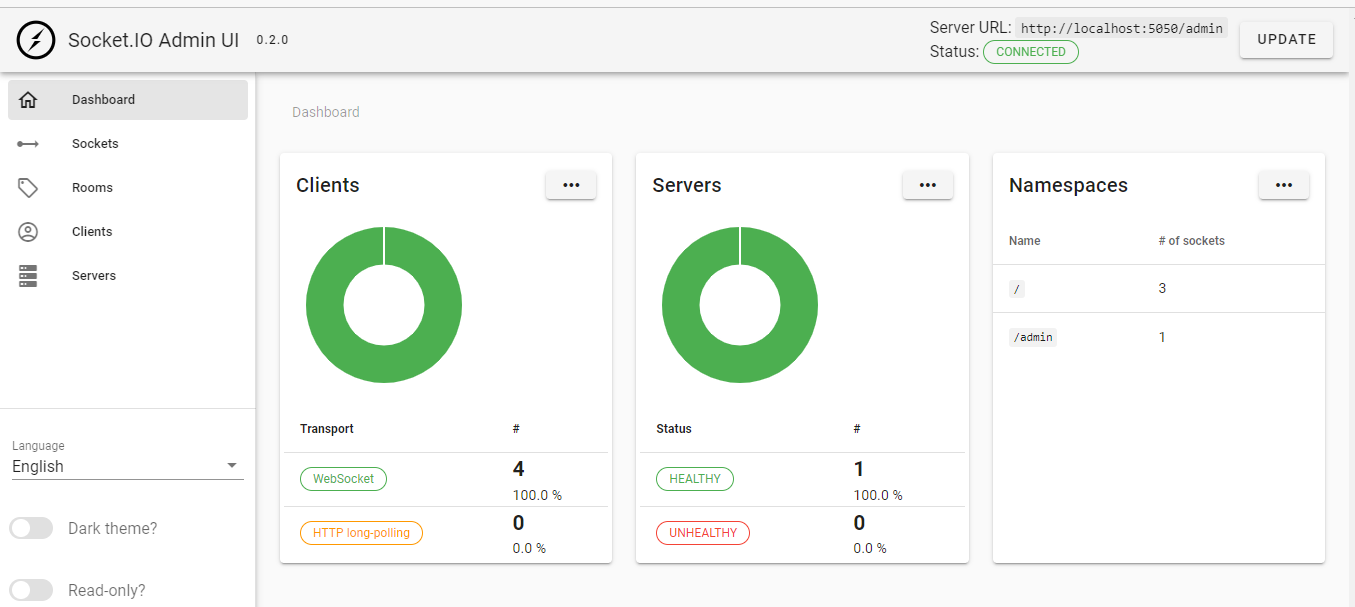 Socket.IO Admin UI 0.2.0
Server URL: http://localhost:5050/admin
Status: CONNECTED
UPDATE
Dashboard
Sockets
Rooms
Clients
Servers
Language
English
Dark theme?
Read-only?
Dashboard
Clients
•••
Transport #
WebSocket 4
100.0 %
HTTP long-polling 0
0.0 %
Servers
•••
Status #
HEALTHY 1
100.0 %
UNHEALTHY 0
0.0 %
Namespaces
•••
Name # of sockets
/ 3
/admin 1